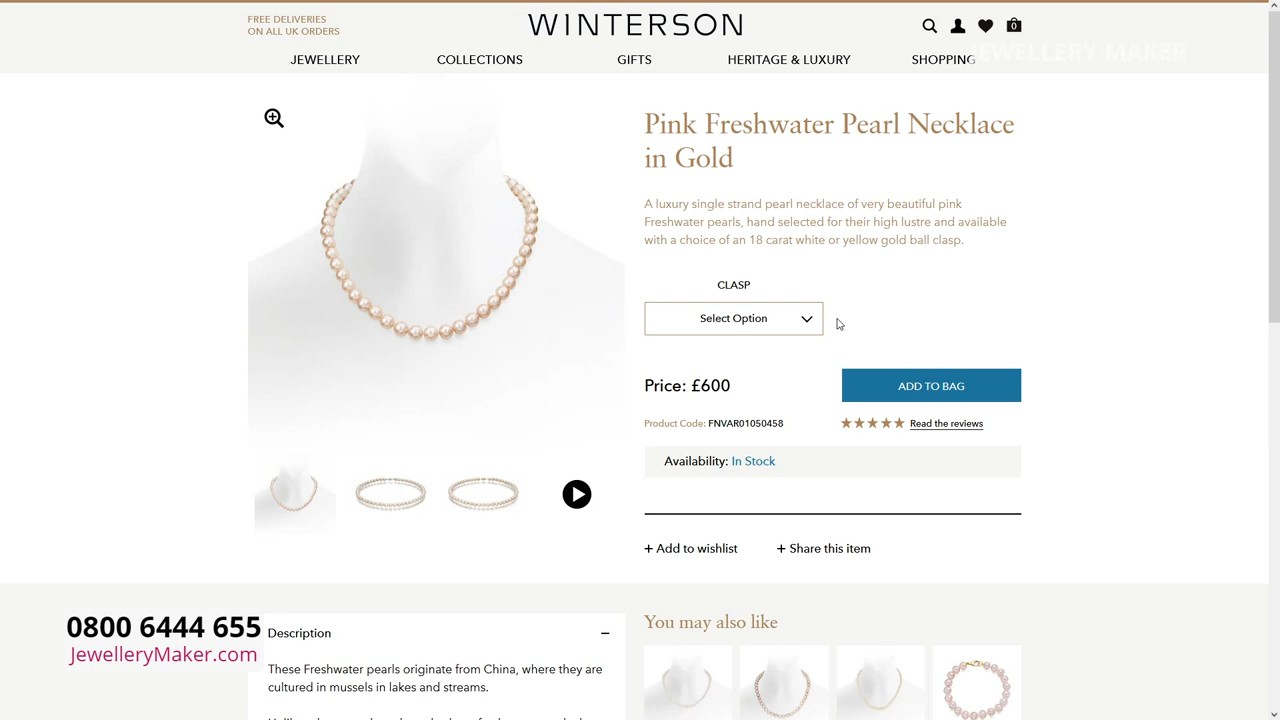 FREE DELIVERIES
ON ALL UK ORDERS
WINTERSON
0
JEWELLERY
COLLECTIONS
GIFTS
HERITAGE & LUXURY
SHOPPING
JEWELLERY MAKER
Pink Freshwater Pearl Necklace
in Gold
A luxury single strand pearl necklace of very beautiful pink
Freshwater pearls, hand selected for their high lustre and available
with a choice of an 18 carat white or yellow gold ball clasp.
CLASP
Select Option
Price: £600
ADD TO BAG
Product Code: FNVAR01050458
Read the reviews
Availability: In Stock
+ Add to wishlist
+ Share this item
0800 6444 655
JewelleryMaker.com
Description
These Freshwater pearls originate from China, where they are
cultured in mussels in lakes and streams.
You may also like